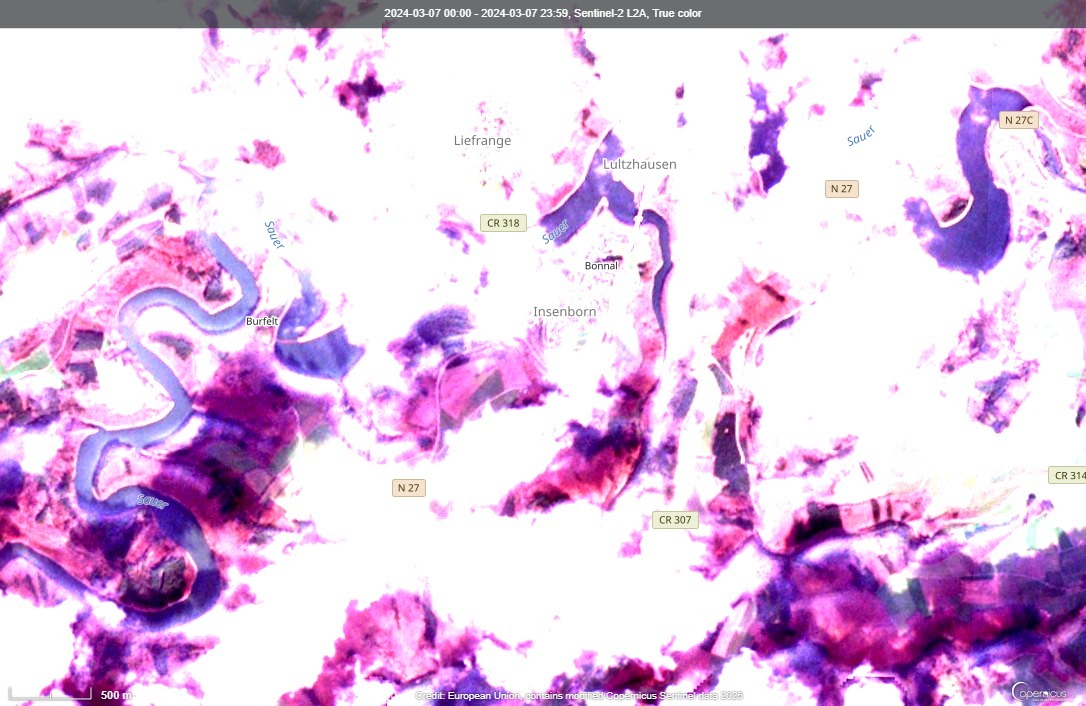 2024-03-07 00:00 - 2024-03-07 23:59, Sentinel-2 L2A, True color
N 27C
Sauer
Liefrange
Lultzhausen
N 27
CR 318
Sauer
Sauer
Bonnal
Insenborn
Burfelt
CR 314
N 27
Sauer
CR 307
500 m
Credit: European Union, contains modified Copernicus Sentinel data 2025
opernicus